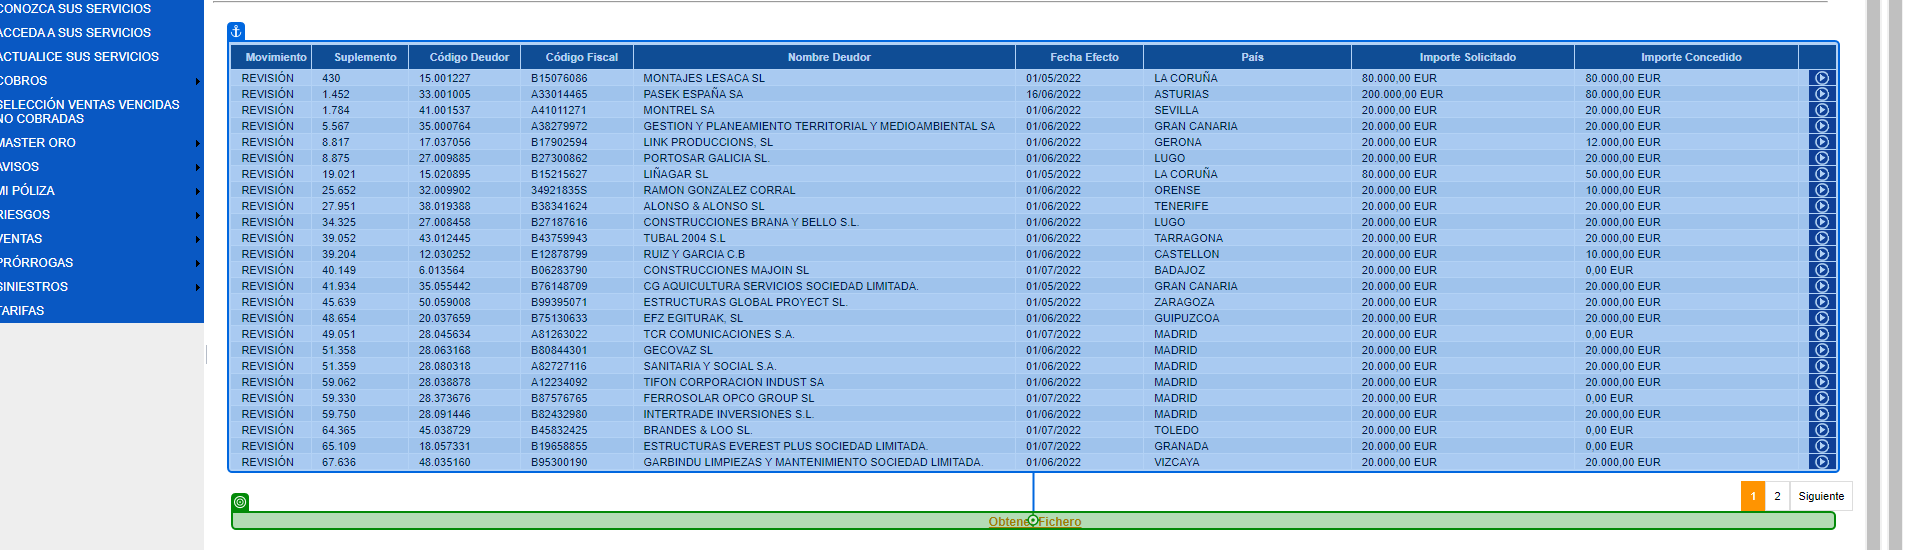 CONOZCA SUS SERVICIOS
ACCEDA A SUS SERVICIOS
ACTUALICE SUS SERVICIOS
COBROS
SELECCIÓN VENTAS VENCIDAS
NO COBRADAS
MASTER ORO
AVISOS
MI PÓLIZA
RIESGOS
VENTAS
PRÓRROGAS
SINIESTROS
TARIFAS
Movimiento Suplemento Código Deudor Código Fiscal Nombre Deudor Fecha Efecto País Importe Solicitado Importe Concedido
REVISIÓN 430 15.001227 B15076086 MONTAJES LESACA SL 01/05/2022 LA CORUÑA 80.000,00 EUR 80.000,00 EUR
REVISIÓN 1.452 33.001005 A33014465 PASEK ESPAÑA SA 16/06/2022 ASTURIAS 200.000,00 EUR 80.000,00 EUR
REVISIÓN 1.784 41.001537 A41011271 MONTREL SA 01/06/2022 SEVILLA 20.000,00 EUR 20.000,00 EUR
REVISIÓN 5.567 35.000764 A38279972 GESTION Y PLANEAMIENTO TERRITORIAL Y MEDIOAMBIENTAL SA 01/06/2022 GRAN CANARIA 20.000,00 EUR 20.000,00 EUR
REVISIÓN 8.817 17.037056 B17902594 LINK PRODUCCIONS, SL 01/06/2022 GERONA 20.000,00 EUR 12.000,00 EUR
REVISIÓN 8.875 27.009885 B27300862 PORTOSAR GALICIA SL. 01/06/2022 LUGO 20.000,00 EUR 20.000,00 EUR
REVISIÓN 19.021 15.020895 B15215627 LIÑAGAR SL 01/05/2022 LA CORUÑA 80.000,00 EUR 50.000,00 EUR
REVISIÓN 25.652 32.009902 34921835S RAMON GONZALEZ CORRAL 01/06/2022 ORENSE 20.000,00 EUR 10.000,00 EUR
REVISIÓN 27.951 38.019388 B38341624 ALONSO & ALONSO SL 01/06/2022 TENERIFE 20.000,00 EUR 20.000,00 EUR
REVISIÓN 34.325 27.008458 B27187616 CONSTRUCCIONES BRANA Y BELLO S.L. 01/06/2022 LUGO 20.000,00 EUR 20.000,00 EUR
REVISIÓN 39.052 43.012445 B43759943 TUBAL 2004 S.L 01/06/2022 TARRAGONA 20.000,00 EUR 20.000,00 EUR
REVISIÓN 39.204 12.030252 E12878799 RUIZ Y GARCIA C.B 01/06/2022 CASTELLON 20.000,00 EUR 10.000,00 EUR
REVISIÓN 40.149 6.013564 B06283790 CONSTRUCCIONES MAJOIN SL 01/07/2022 BADAJOZ 20.000,00 EUR 0,00 EUR
REVISIÓN 41.934 35.055442 B76148709 CG AQUICULTURA SERVICIOS SOCIEDAD LIMITADA. 01/05/2022 GRAN CANARIA 20.000,00 EUR 20.000,00 EUR
REVISIÓN 45.639 50.059008 B99395071 ESTRUCTURAS GLOBAL PROYECT SL. 01/05/2022 ZARAGOZA 20.000,00 EUR 20.000,00 EUR
REVISIÓN 48.654 20.037659 B75130633 EFZ EGITURAK, SL 01/06/2022 GUIPUZCOA 20.000,00 EUR 20.000,00 EUR
REVISIÓN 49.051 28.045634 A81263022 TCR COMUNICACIONES S.A. 01/07/2022 MADRID 20.000,00 EUR 0,00 EUR
REVISIÓN 51.358 28.063168 B80844301 GECOVAZ SL 01/06/2022 MADRID 20.000,00 EUR 20.000,00 EUR
REVISIÓN 51.359 28.080318 A82727116 SANITARIA Y SOCIAL S.A. 01/06/2022 MADRID 20.000,00 EUR 20.000,00 EUR
REVISIÓN 59.062 28.038878 A12234092 TIFON CORPORACION INDUST SA 01/06/2022 MADRID 20.000,00 EUR 20.000,00 EUR
REVISIÓN 59.330 28.373676 B87576765 FERROSOLAR OPCO GROUP SL 01/07/2022 MADRID 20.000,00 EUR 0,00 EUR
REVISIÓN 59.750 28.091446 B82432980 INTERTRADE INVERSIONES S.L. 01/06/2022 MADRID 20.000,00 EUR 20.000,00 EUR
REVISIÓN 64.365 45.038729 B45832425 BRANDES & LOO SL. 01/07/2022 TOLEDO 20.000,00 EUR 0,00 EUR
REVISIÓN 65.109 18.057331 B19658855 ESTRUCTURAS EVEREST PLUS SOCIEDAD LIMITADA. 01/07/2022 GRANADA 20.000,00 EUR 0,00 EUR
REVISIÓN 67.636 48.035160 B95300190 GARBINDU LIMPIEZAS Y MANTENIMIENTO SOCIEDAD LIMITADA. 01/06/2022 VIZCAYA 20.000,00 EUR 20.000,00 EUR
1 2 Siguiente
Obtener Fichero